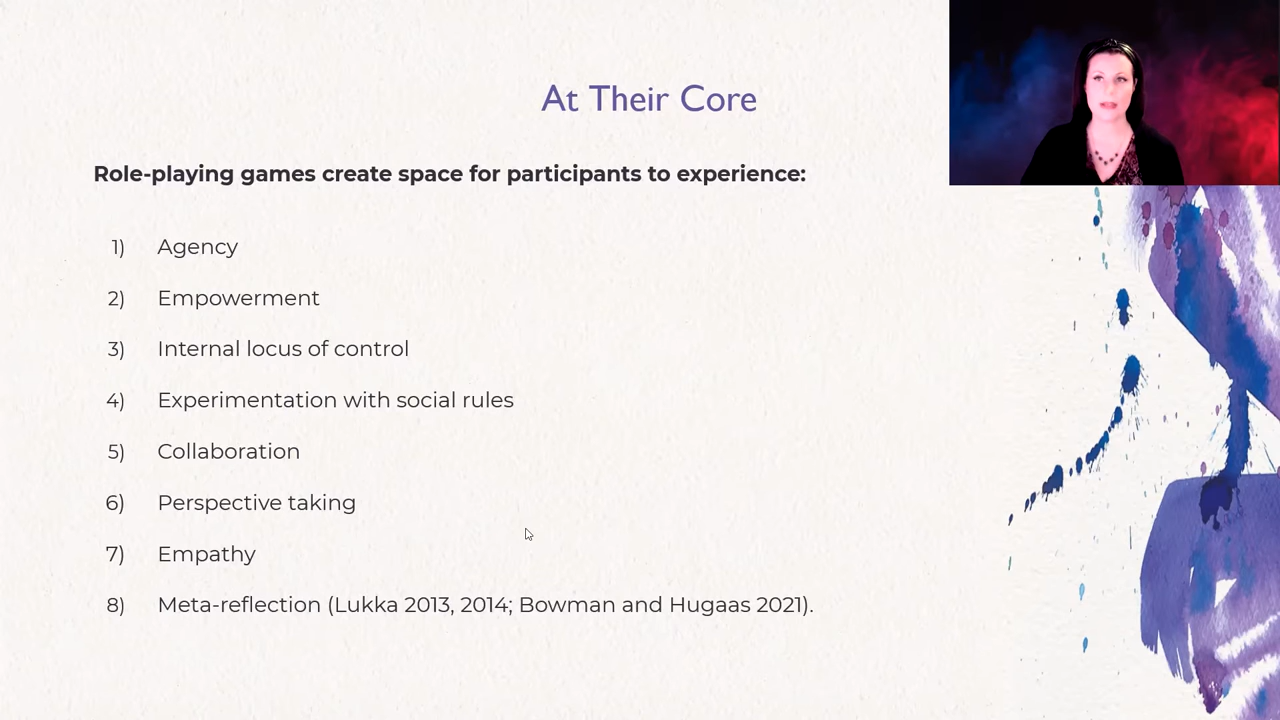 At Their Core
Role-playing games create space for participants to experience:
1) Agency
2) Empowerment
3) Internal locus of control
4) Experimentation with social rules
5) Collaboration
6) Perspective taking
7) Empathy
8) Meta-reflection (Lukka 2013, 2014; Bowman and Hugaas 2021).